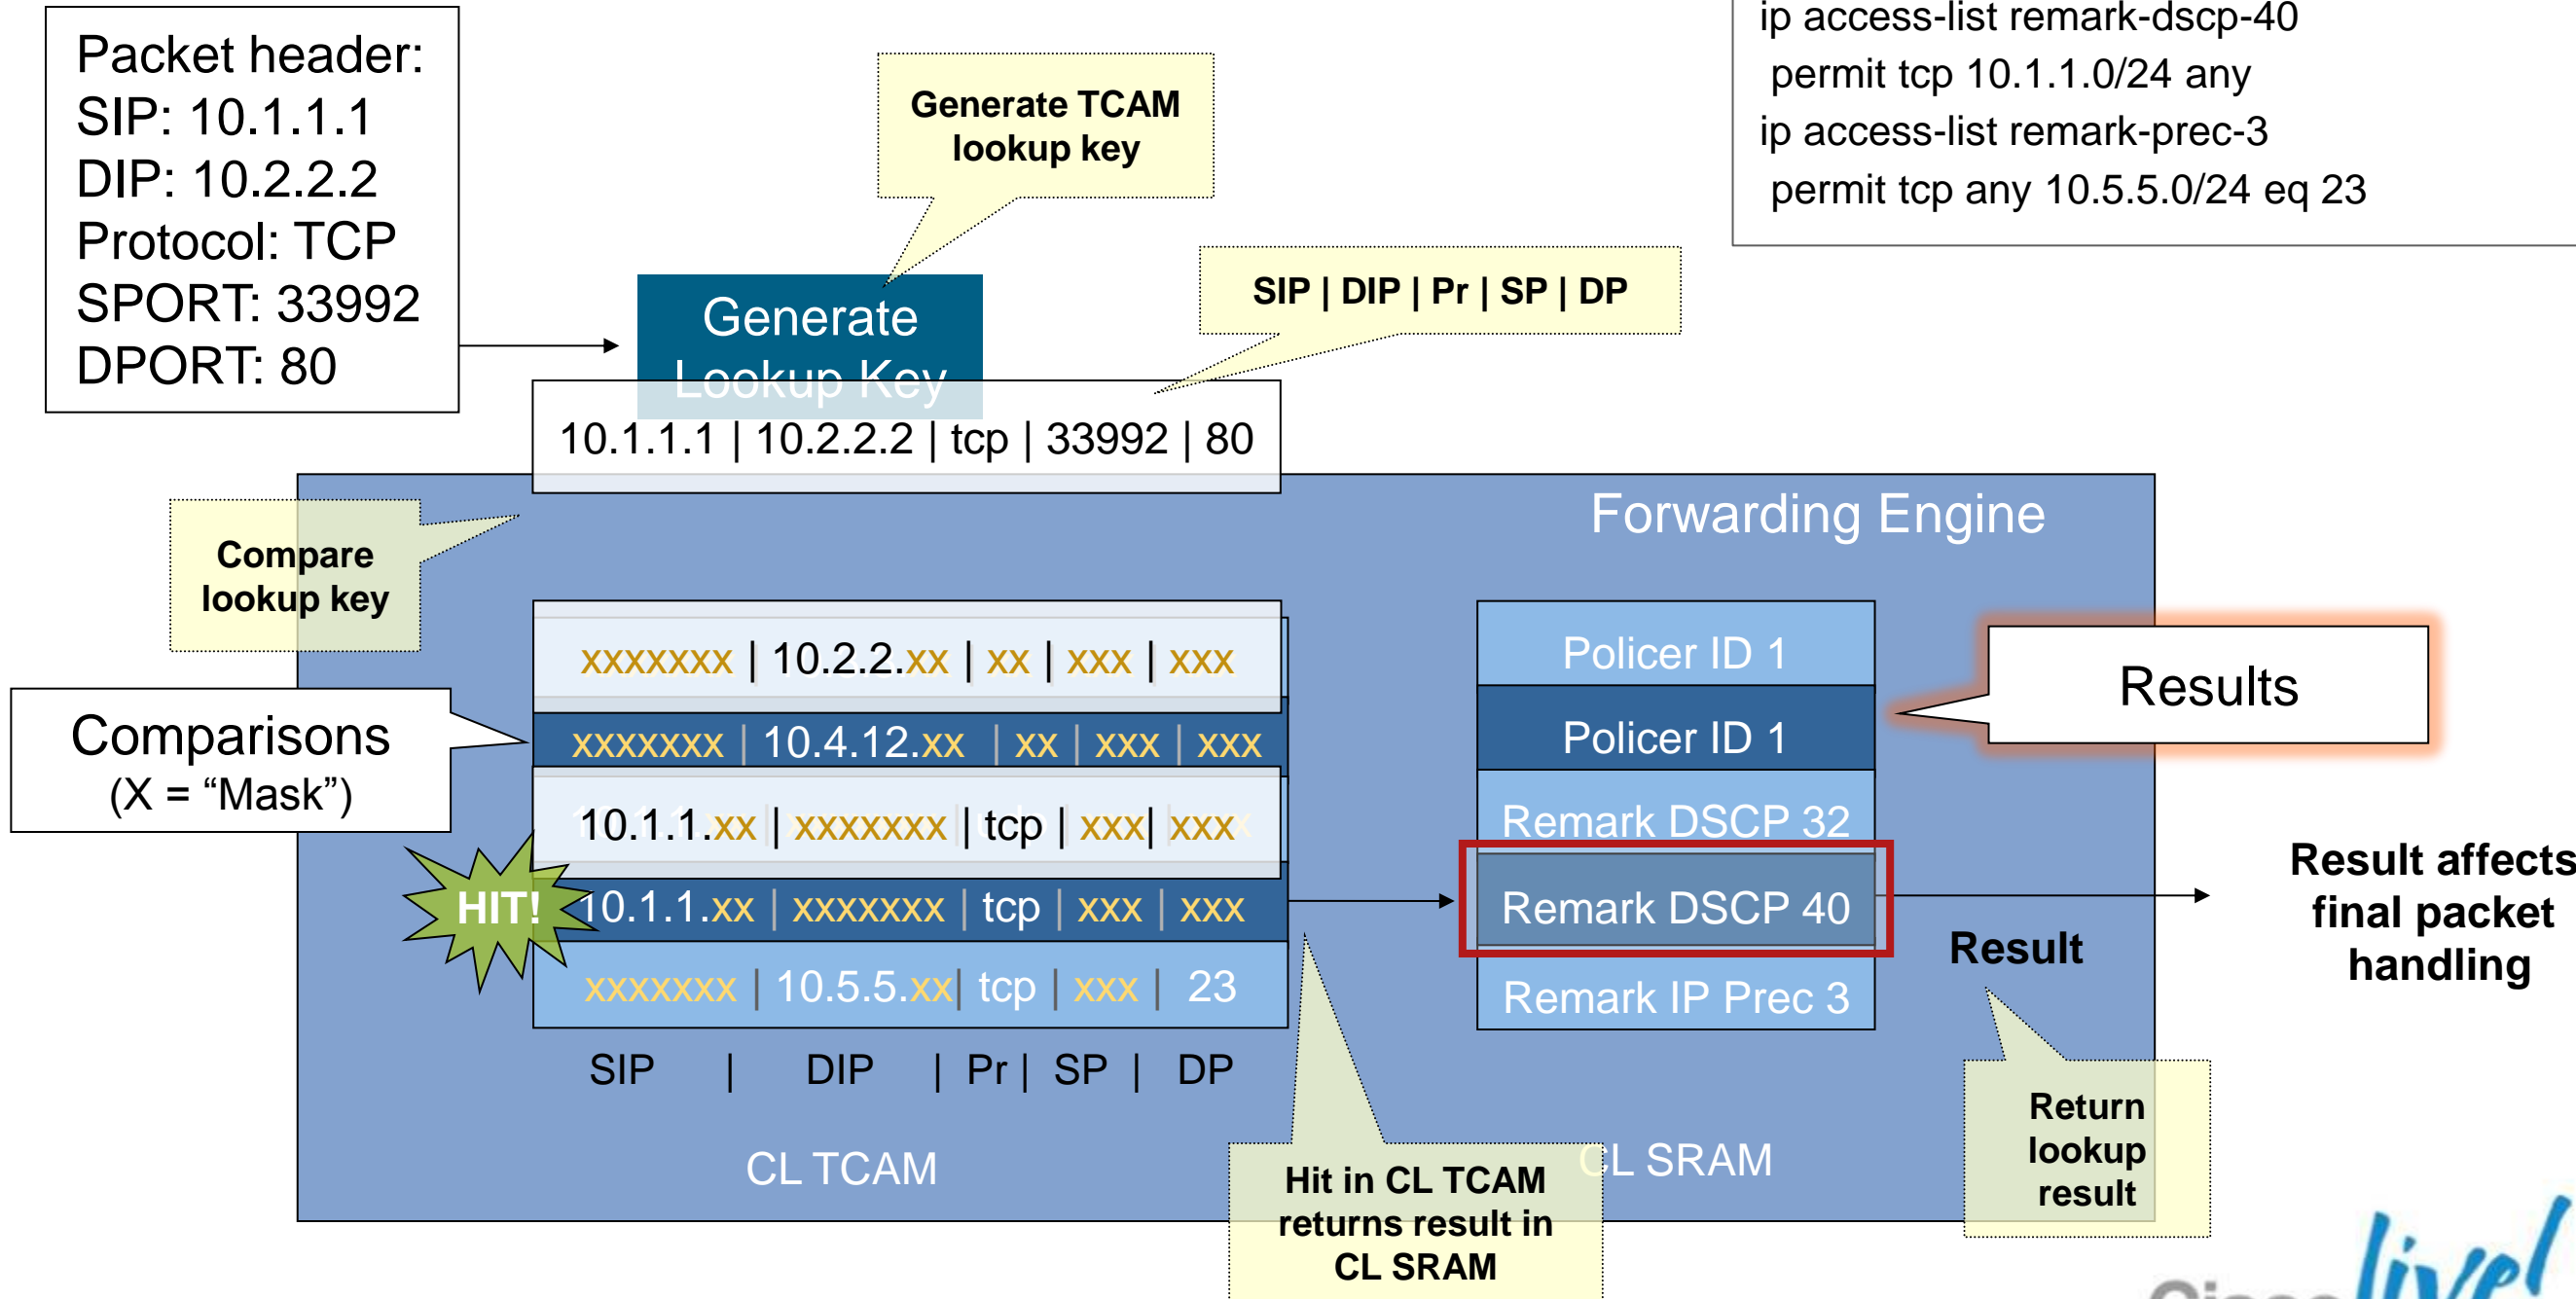 Packet header:
SIP: 10.1.1.1
DIP: 10.2.2.2
Protocol: TCP
SPORT: 33992
DPORT: 80
Generate TCAM
lookup key
ip access-list remark-dscp-40
permit tcp 10.1.1.0/24 any
ip access-list remark-prec-3
permit tcp any 10.5.5.0/24 eq 23
Generate
Lookup Key
SIP | DIP | Pr | SP | DP
10.1.1.1 | 10.2.2.2 | tcp | 33992 | 80
Forwarding Engine
Compare
lookup key
Comparisons
(X = “Mask”)
xxxxxxx | 10.2.2.xx | xx | xxx | xxx
xxxxxxx | 10.4.12.xx | xx | xxx | xxx
10.1.1.xx | xxxxxxx | tcp | xxx | xxx
HIT!
10.1.1.xx | xxxxxxx | tcp | xxx | xxx
xxxxxxx | 10.5.5.xx | tcp | xxx | 23
SIP | DIP | Pr | SP | DP
CL TCAM
Policer ID 1
Policer ID 1
Remark DSCP 32
Remark DSCP 40
Remark IP Prec 3
CL SRAM
Results
Result
Result affects
final packet
handling
Hit in CL TCAM
returns result in
CL SRAM
Return
lookup
result
Cisco live!